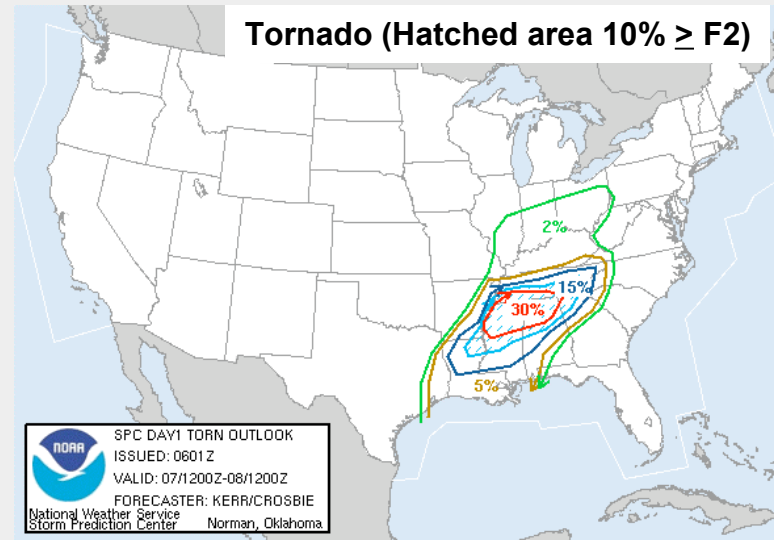 Tornado (Hatched area 10% ≥ F2)
2%
15%
30%
5%
NOAA
SPC DAY1 TORN OUTLOOK
ISSUED: 0601Z
VALID: 07/1200Z-08/1200Z
FORECASTER: KERR/CROSBIE
National Weather Service
Storm Prediction Center Norman, Oklahoma